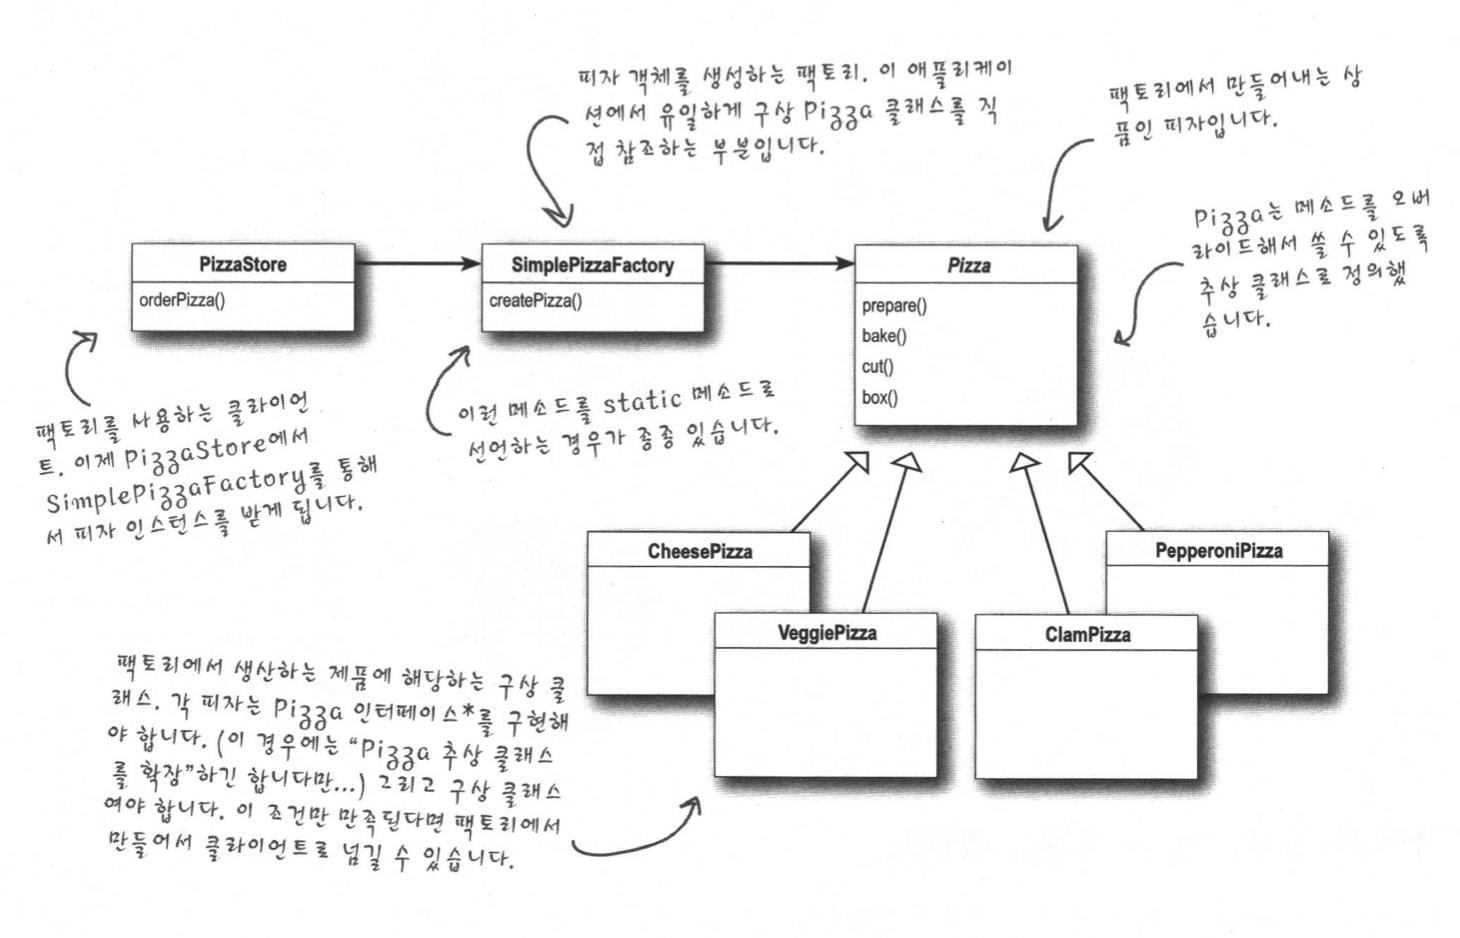 피자 객체를 생성하는 팩토리. 이 애플리케이
션에서 유일하게 구상 Pizza 클래스를 직
접 참조하는 부분입니다.
팩토리에서 만들어내는 상
품인 피자입니다.
Pizza는 메소드를 오버
라이드해서 쓸 수 있도록
추상 클래스로 정의했
습니다.
PizzaStore
orderPizza()
SimplePizzaFactory
createPizza()
Pizza
prepare()
bake()
cut()
box()
팩토리를 사용하는 클라이언
트. 이제 PizzaStore에서
SimplePizzaFactory를 통해
서 피자 인스턴스를 받게 됩니다.
이런 메소드를 static 메소드로
선언하는 경우가 종종 있습니다.
CheesePizza
VeggiePizza
ClamPizza
PepperoniPizza
팩토리에서 생산하는 제품에 해당하는 구상 클
래스. 각 피자는 Pizza 인터페이스*를 구현해
야 합니다. (이 경우에는 “Pizza 추상 클래스
를 확장”하긴 합니다만...) 그리고 구상 클래스
여야 합니다. 이 조건만 만족된다면 팩토리에서
만들어서 클라이언트로 넘길 수 있습니다.